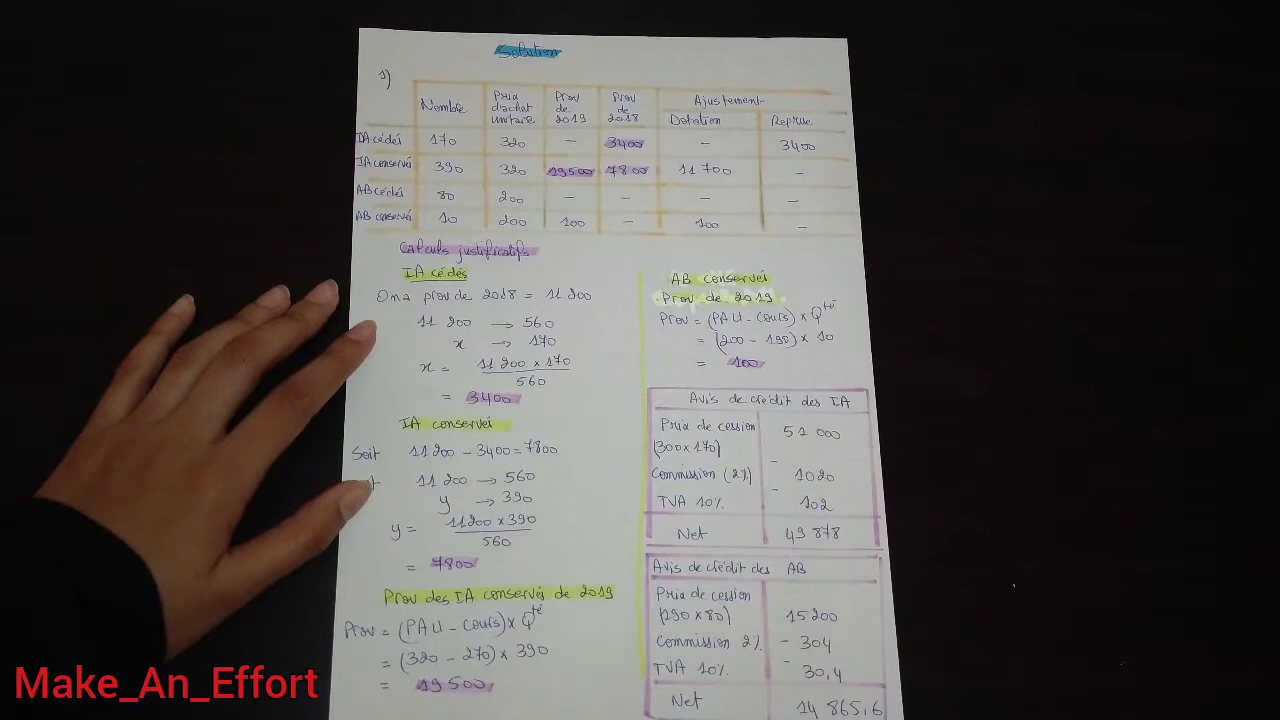 Solution
1)
Nombre
Prix d'achat unitaire
Prov de 2019
Prov de 2018
Ajustement
Dotation
Reprise
IA cédés 170 320 - 3400 - 3400
IA conservés 390 320 19500 7800 11 700 -
AB cédés 80 200 - - - -
AB conservés 10 200 100 - 100 -
Calculs justificatifs
IA cédés
On a prov de 2018 = 11 200
11 200 → 560
x → 170
x = 11 200 x 170
560
= 3400
IA conservés
Soit 11 200 - 3400 = 7800
11 200 → 560
y → 390
y = 11200 x 390
560
= 7800
Prov des IA conservés de 2019
Prov = (PAU - cours) x Qté
= (320 - 270) x 390
= 19 500
AB conservés
Prov de 2019
Prov = (PAU - cours) x Qté
= (200 - 190) x 10
= 100
Avis de crédit des IA
Prix de cession
(300 x 170) 51 000
Commission (2%) - 1020
TVA 10% - 102
Net 49 878
Avis de crédit des AB
Prix de cession
(190 x 80) 15 200
Commission 2% - 304
TVA 10% - 30,4
Net 14 865,6
Make_An_Effort